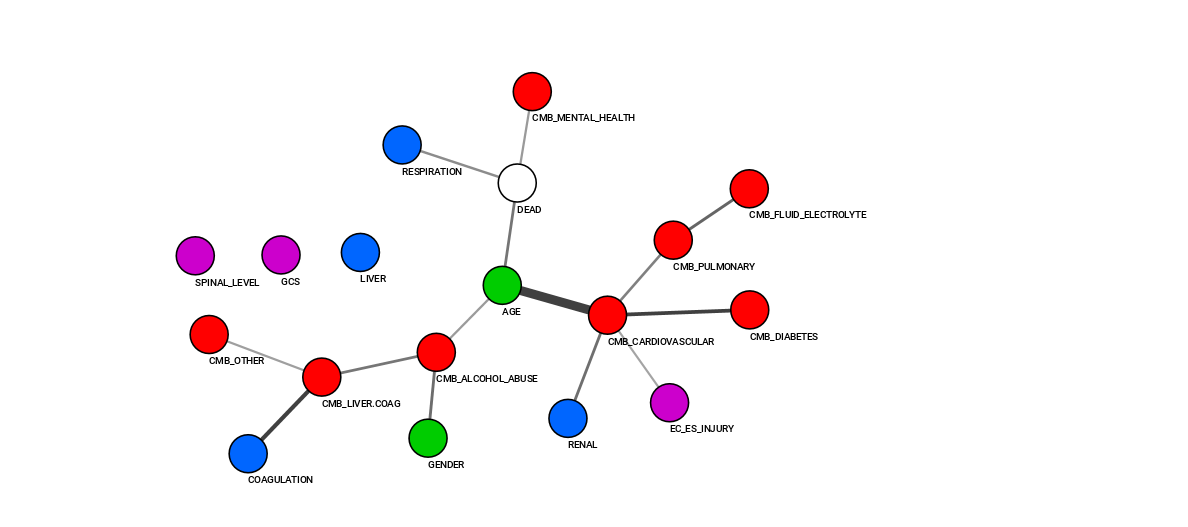 CMB_MENTAL_HEALTH
RESPIRATION
DEAD
CMB_FLUID_ELECTROLYTE
CMB_PULMONARY
SPINAL_LEVEL
GCS
LIVER
AGE
CMB_DIABETES
CMB_CARDIOVASCULAR
CMB_OTHER
CMB_ALCOHOL_ABUSE
CMB_LIVER.COAG
EC_ES_INJURY
RENAL
GENDER
COAGULATION